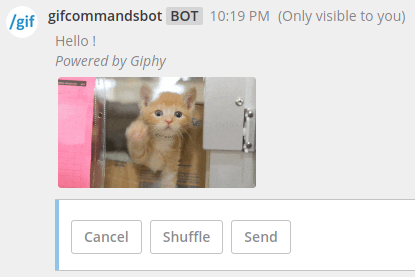 /gif gifcommandsbot BOT 10:19 PM (Only visible to you)
Hello !
Powered by Giphy
Cancel Shuffle Send